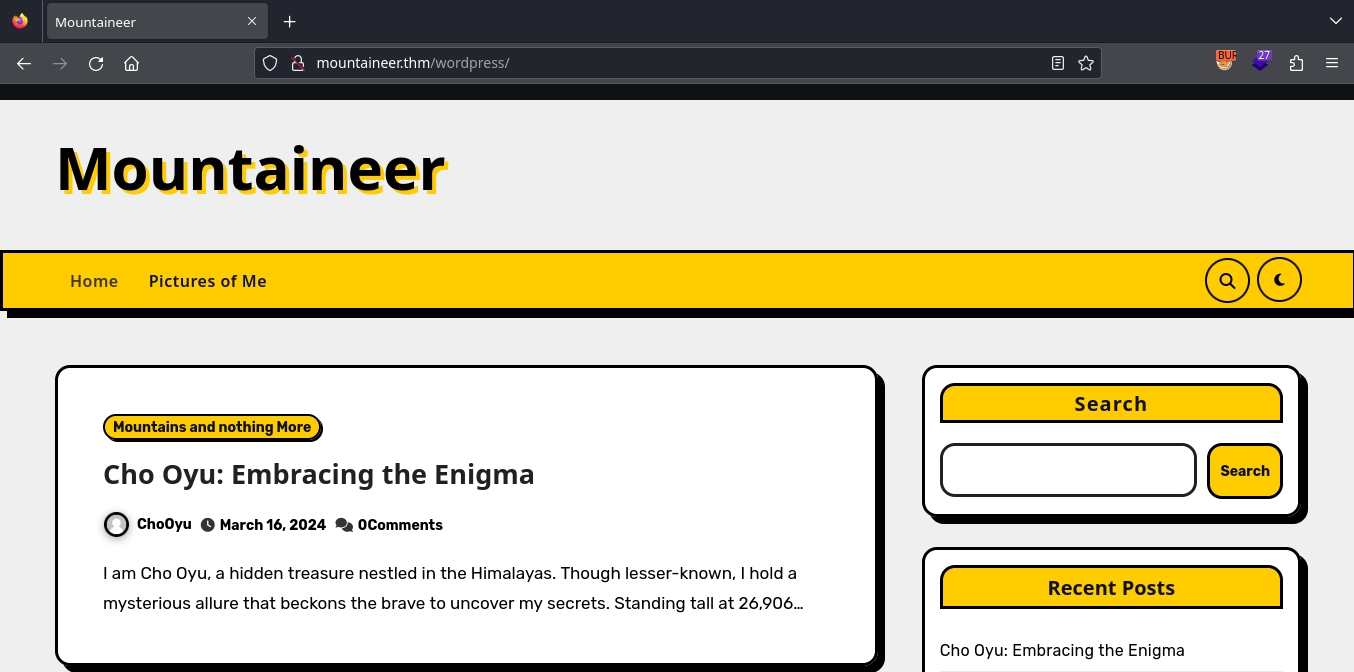 Mountaineer
mountaineer.thm/wordpress/
BUR
27
Mountaineer
Home
Pictures of Me
Mountains and nothing More
Cho Oyu: Embracing the Enigma
ChoOyu March 16, 2024 0Comments
I am Cho Oyu, a hidden treasure nestled in the Himalayas. Though lesser-known, I hold a
mysterious allure that beckons the brave to uncover my secrets. Standing tall at 26,906…
Search
Search
Recent Posts
Cho Oyu: Embracing the Enigma